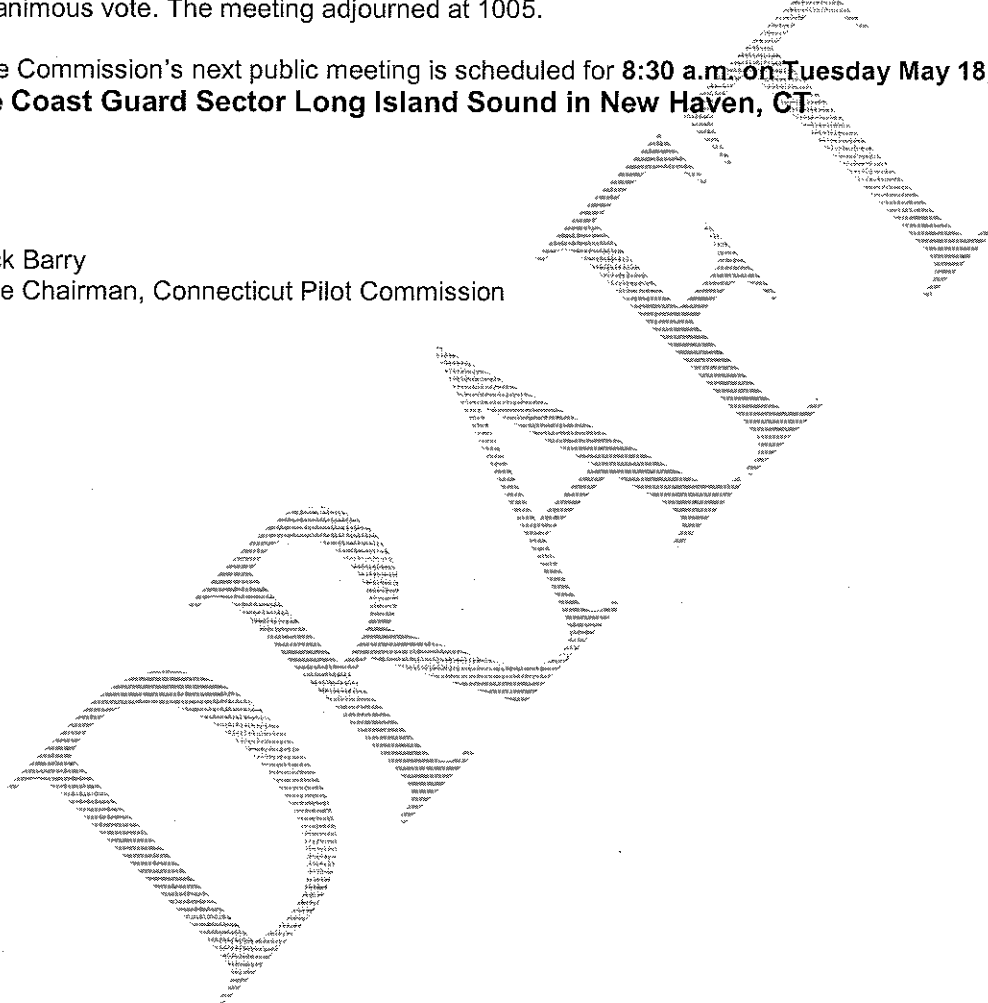 animous vote. The meeting adjourned at 1005.
e Commission's next public meeting is scheduled for 8:30 a.m. on Tuesday May 18
e Coast Guard Sector Long Island Sound in New Haven, CT
ck Barry
e Chairman, Connecticut Pilot Commission
DRAFT